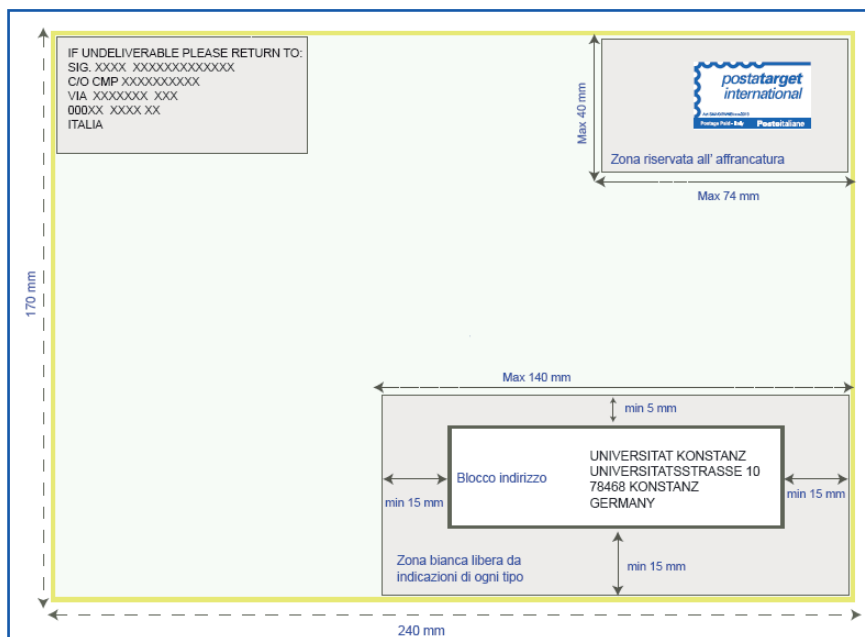 IF UNDELIVERABLE PLEASE RETURN TO:
SIG. XXXX XXXXXXXXXXXXX
C/O CMP XXXXXXXXXX
VIA XXXXXXX XXX
000XX XXXX XX
ITALIA
postatarget
international
Postage Paid - Italy Posteitaliane
Zona riservata all' affrancatura
Max 40 mm
Max 74 mm
170 mm
Max 140 mm
min 5 mm
Blocco indirizzo
UNIVERSITAT KONSTANZ
UNIVERSITATSSTRASSE 10
78468 KONSTANZ
GERMANY
min 15 mm
min 15 mm
Zona bianca libera da
indicazioni di ogni tipo
min 15 mm
240 mm